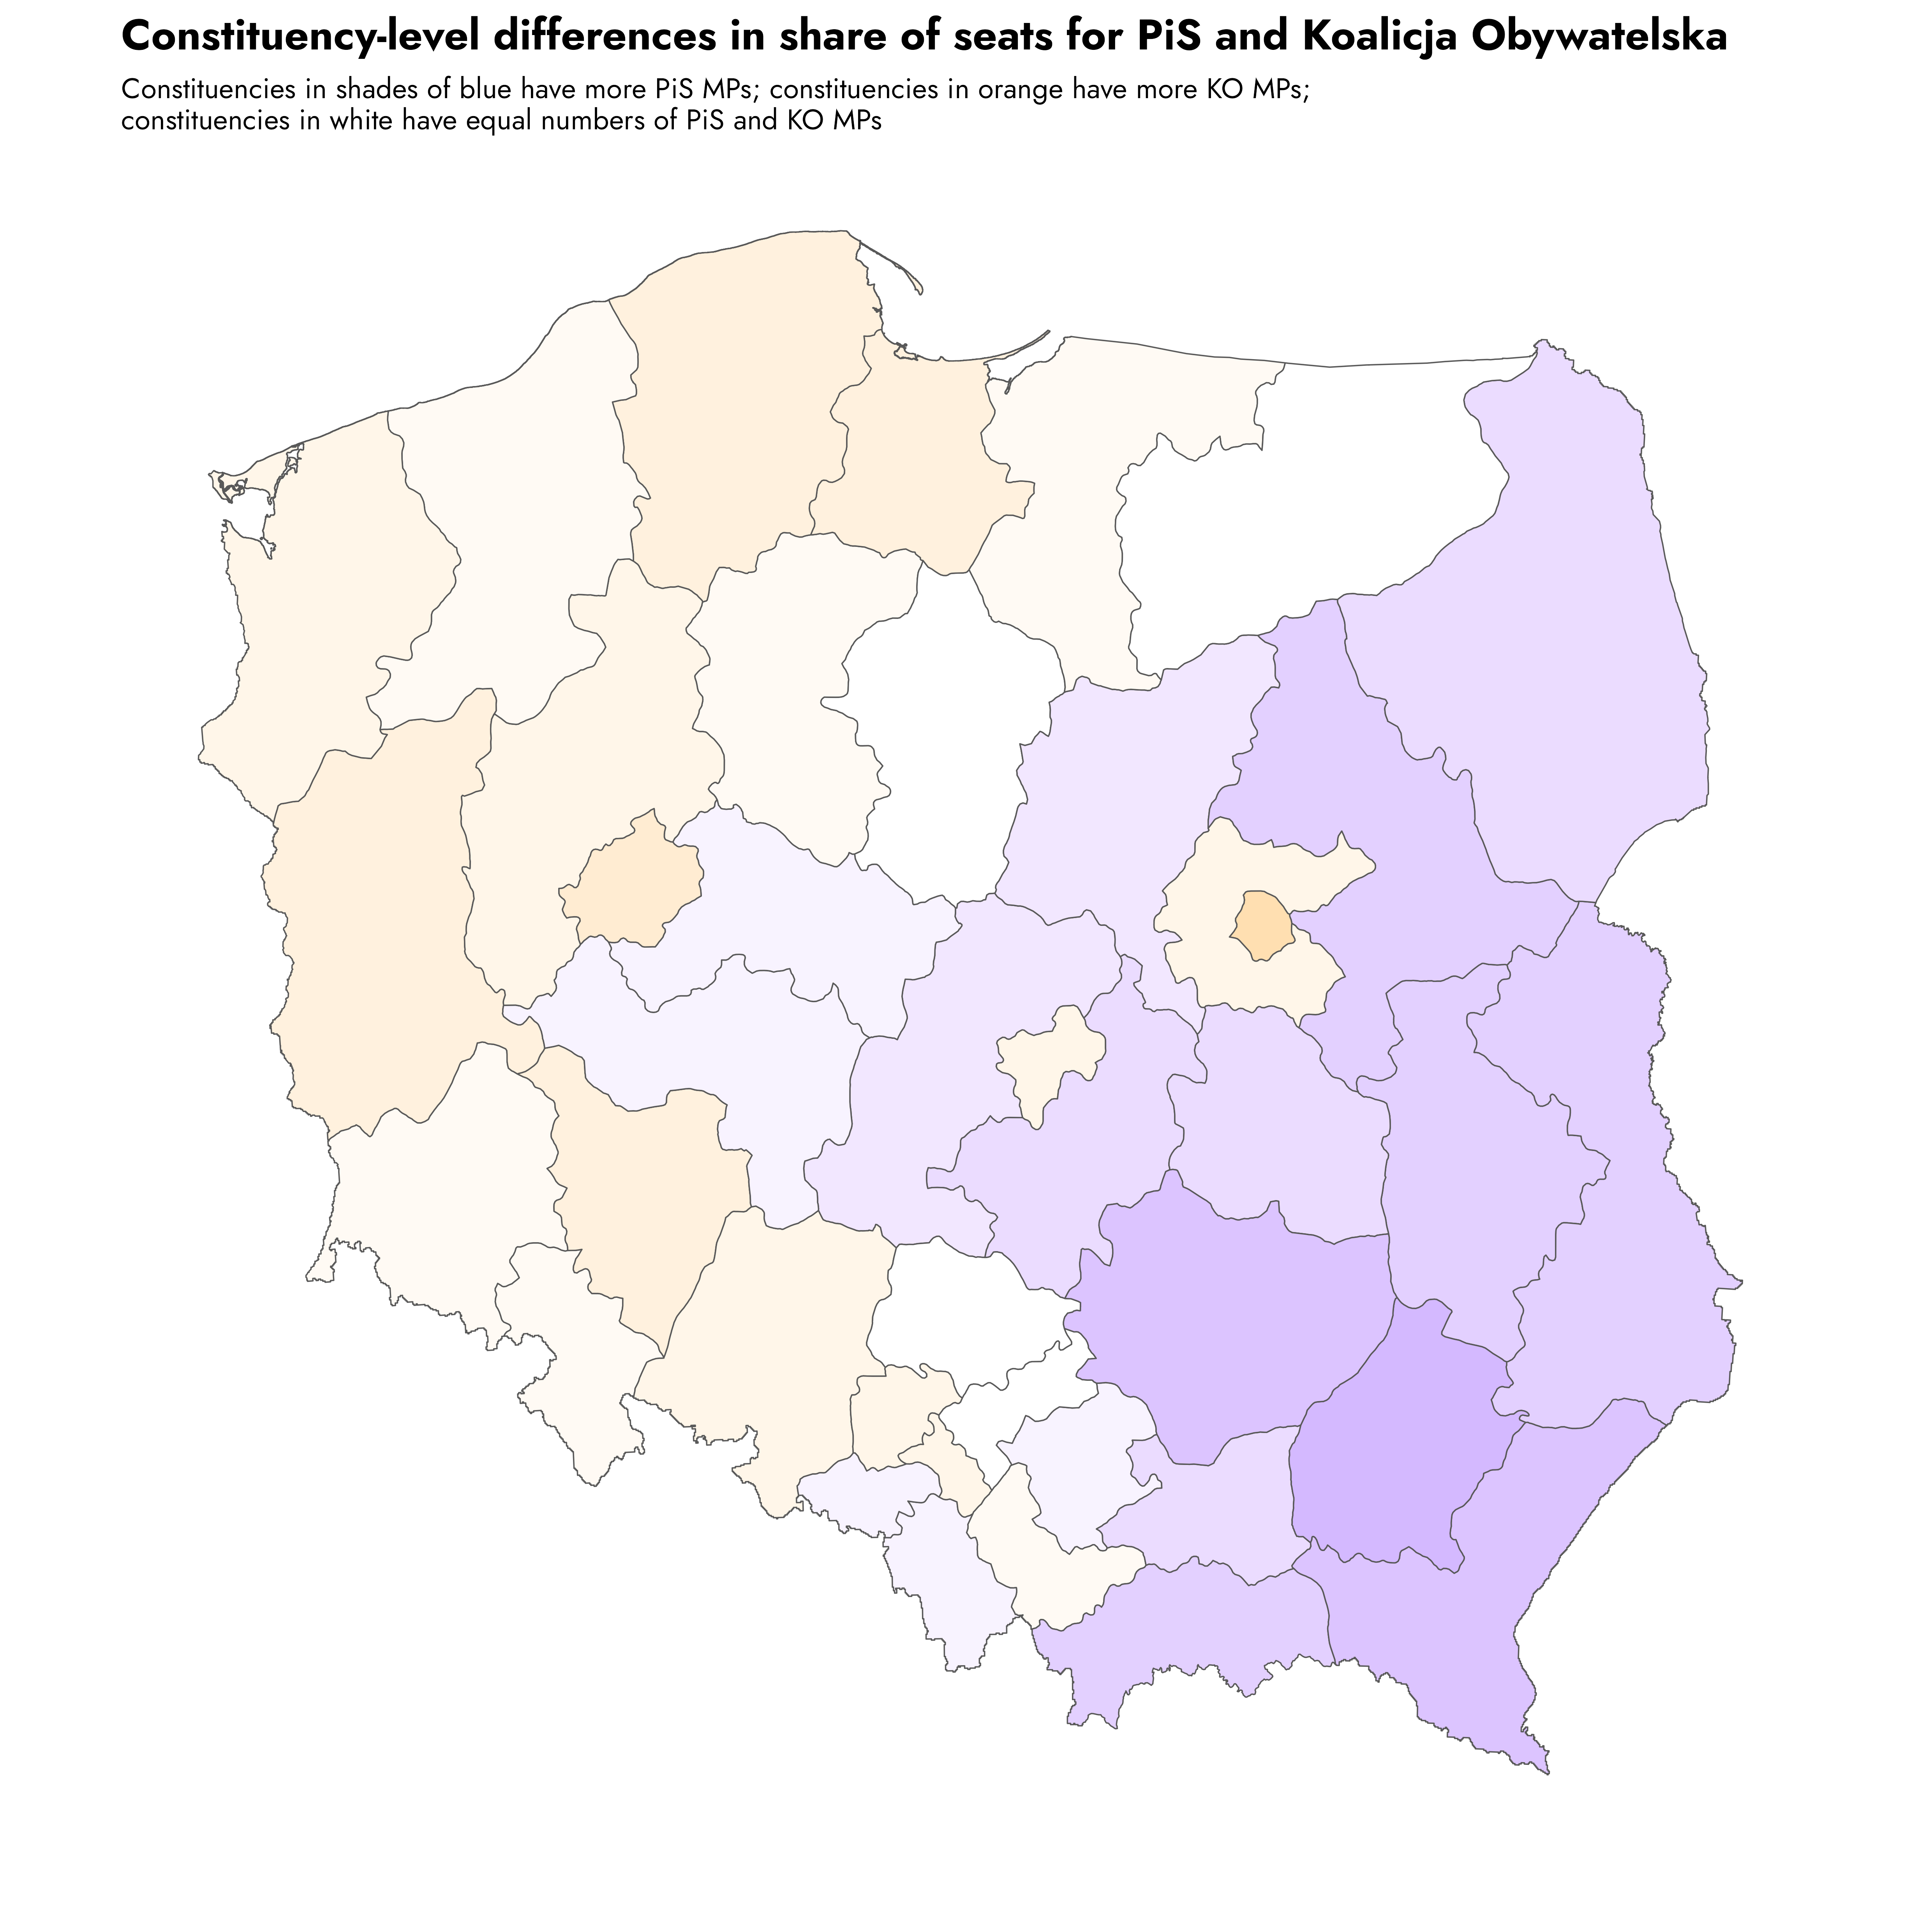 Constituency-level differences in share of seats for PiS and Koalicja Obywatelska
Constituencies in shades of blue have more PiS MPs; constituencies in orange have more KO MPs;
constituencies in white have equal numbers of PiS and KO MPs